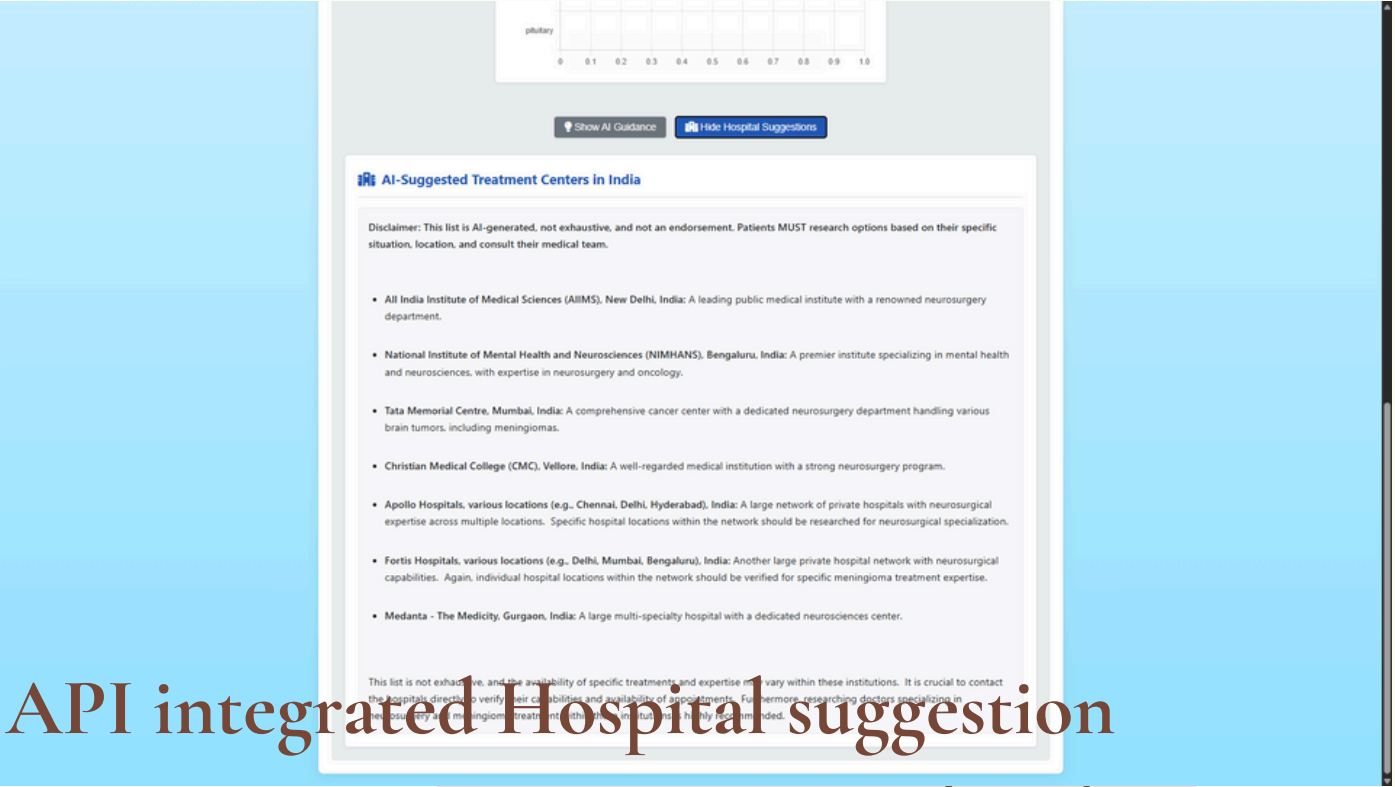 pituitary
0 0.1 0.2 0.3 0.4 0.5 0.6 0.7 0.8 0.9 1.0
Show AI Guidance
Hide Hospital Suggestions
AI-Suggested Treatment Centers in India
Disclaimer: This list is AI-generated, not exhaustive, and not an endorsement. Patients MUST research options based on their specific
situation, location, and consult their medical team.
• All India Institute of Medical Sciences (AIIMS), New Delhi, India: A leading public medical institute with a renowned neurosurgery
department.
• National Institute of Mental Health and Neurosciences (NIMHANS), Bengaluru, India: A premier institute specializing in mental health
and neurosciences, with expertise in neurosurgery and oncology.
• Tata Memorial Centre, Mumbai, India: A comprehensive cancer center with a dedicated neurosurgery department handling various
brain tumors, including meningiomas.
• Christian Medical College (CMC), Vellore, India: A well-regarded medical institution with a strong neurosurgery program.
• Apollo Hospitals, various locations (e.g., Chennai, Delhi, Hyderabad), India: A large network of private hospitals with neurosurgical
expertise across multiple locations. Specific hospital locations within the network should be researched for neurosurgical specialization.
• Fortis Hospitals, various locations (e.g., Delhi, Mumbai, Bengaluru), India: Another large private hospital network with neurosurgical
capabilities. Again, individual hospital locations within the network should be verified for specific meningioma treatment expertise.
• Medanta - The Medicity, Gurgaon, India: A large multi-specialty hospital with a dedicated neurosciences center.
This list is not exhaustive, and the availability of specific treatments and expertise may vary within these institutions. It is crucial to contact
the hospitals directly to verify their capabilities and availability of appointments. Furthermore, researching doctors specializing in
neurosurgery and meningioma treatment within these institutions is highly recommended.
API integrated Hospital suggestion